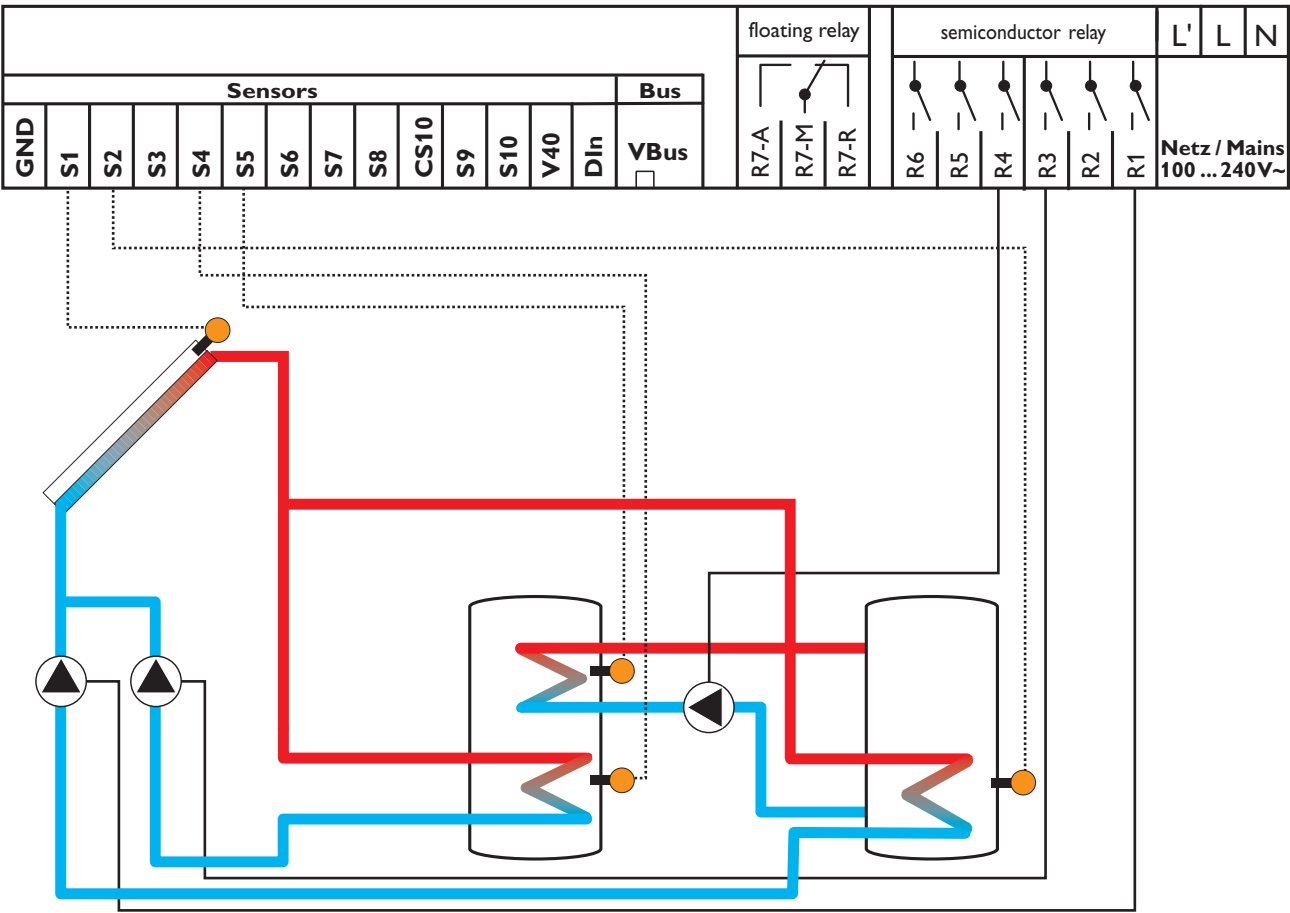 floating relay
semiconductor relay
L'
L
N
Sensors
Bus
GND
S1
S2
S3
S4
S5
S6
S7
S8
CS10
S9
S10
V40
DIn
VBus
R7-A
R7-M
R7-R
R6
R5
R4
R3
R2
R1
Netz / Mains
100 ... 240V~